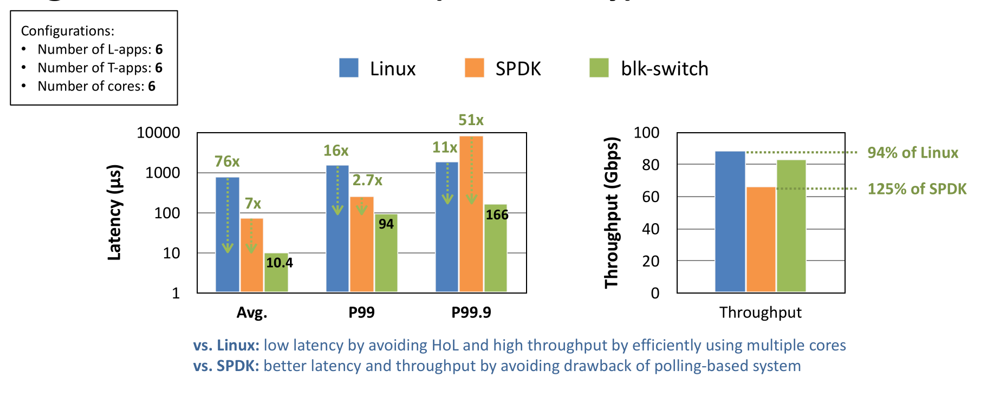 Configurations:
• Number of L-apps: 6
• Number of T-apps: 6
• Number of cores: 6
Linux
SPDK
blk-switch
Latency (µs)
10000
1000
100
10
1
76x
7x
10.4
16x
2.7x
94
11x
51x
166
Avg.
P99
P99.9
Throughput (Gbps)
100
80
60
40
20
0
94% of Linux
125% of SPDK
Throughput
vs. Linux: low latency by avoiding HoL and high throughput by efficiently using multiple cores
vs. SPDK: better latency and throughput by avoiding drawback of polling-based system